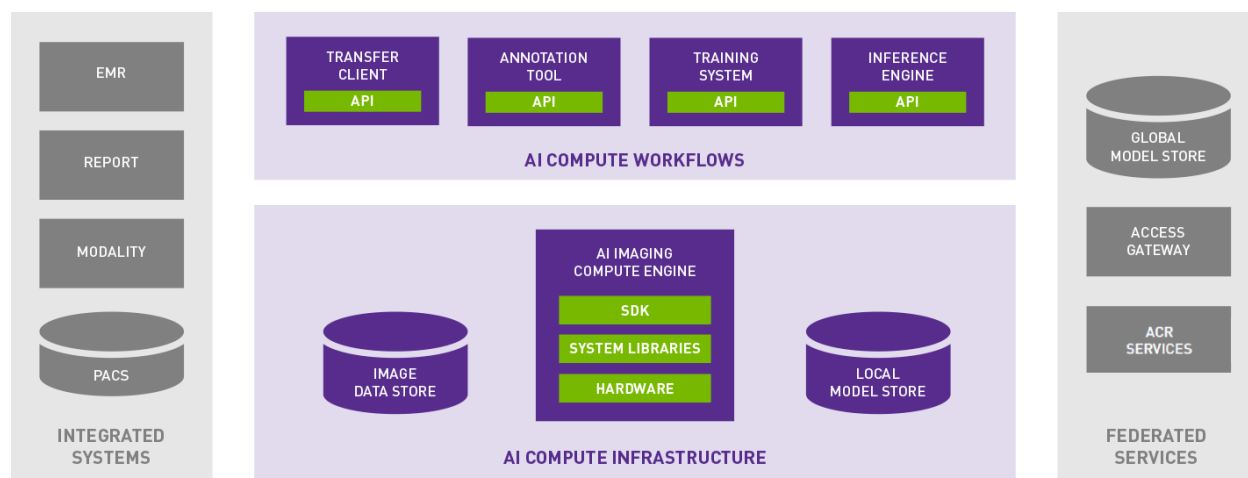 EMR
REPORT
MODALITY
PACS
INTEGRATED
SYSTEMS
TRANSFER
CLIENT
API
ANNOTATION
TOOL
API
TRAINING
SYSTEM
API
INFERENCE
ENGINE
API
AI COMPUTE WORKFLOWS
AI IMAGING
COMPUTE ENGINE
SDK
SYSTEM LIBRARIES
HARDWARE
IMAGE
DATA STORE
LOCAL
MODEL STORE
AI COMPUTE INFRASTRUCTURE
GLOBAL
MODEL STORE
ACCESS
GATEWAY
ACR
SERVICES
FEDERATED
SERVICES